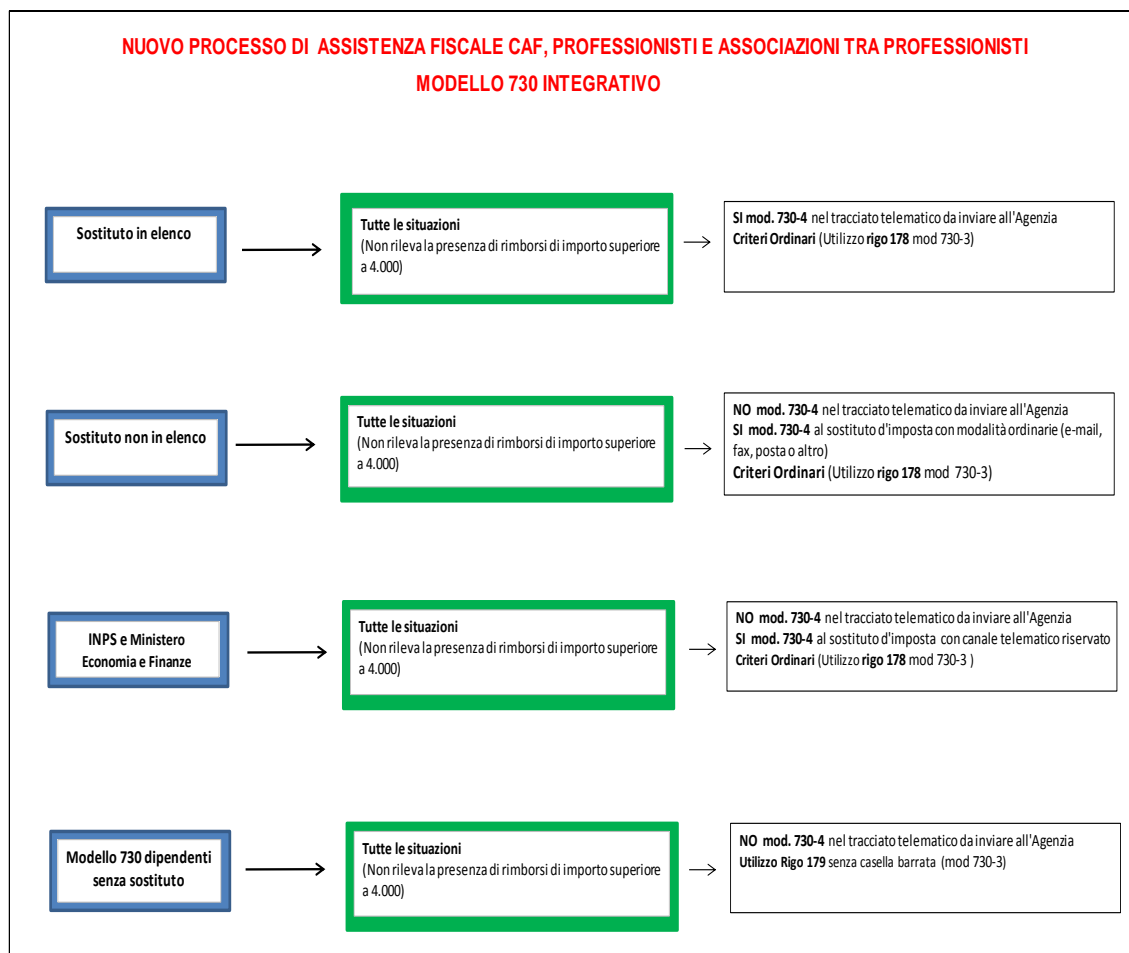 NUOVO PROCESSO DI ASSISTENZA FISCALE CAF, PROFESSIONISTI E ASSOCIAZIONI TRA PROFESSIONISTI
MODELLO 730 INTEGRATIVO
Sostituto in elenco
Tutte le situazioni
(Non rileva la presenza di rimborsi di importo superiore
a 4.000)
SI mod. 730-4 nel tracciato telematico da inviare all'Agenzia
Criteri Ordinari (Utilizzo rigo 178 mod 730-3)
Sostituto non in elenco
Tutte le situazioni
(Non rileva la presenza di rimborsi di importo superiore
a 4.000)
NO mod. 730-4 nel tracciato telematico da inviare all'Agenzia
SI mod. 730-4 al sostituto d'imposta con modalità ordinarie (e-mail,
fax, posta o altro)
Criteri Ordinari (Utilizzo rigo 178 mod 730-3)
INPS e Ministero
Economia e Finanze
Tutte le situazioni
(Non rileva la presenza di rimborsi di importo superiore
a 4.000)
NO mod. 730-4 nel tracciato telematico da inviare all'Agenzia
SI mod. 730-4 al sostituto d'imposta con canale telematico riservato
Criteri Ordinari (Utilizzo rigo 178 mod 730-3 )
Modello 730 dipendenti
senza sostituto
Tutte le situazioni
(Non rileva la presenza di rimborsi di importo superiore
a 4.000)
NO mod. 730-4 nel tracciato telematico da inviare all'Agenzia
Utilizzo Rigo 179 senza casella barrata (mod 730-3)